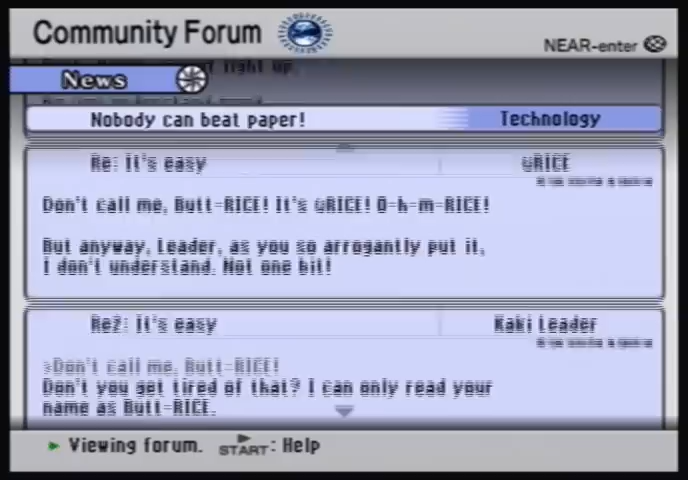 Community Forum
NEAR-enter
News
Nobody can beat paper!
Technology
Re: It's easy
ωRICE
Don't call me, Butt-RICE! It's ωRICE! O-h-m-RICE!
But anyway, Leader, as you so arrogantly put it,
I don't understand. Not one bit!
Re2: It's easy
Kaki Leader
>Don't call me, Butt-RICE!
Don't you get tired of that? I can only read your
name as Butt-RICE.
Viewing forum.
START: Help